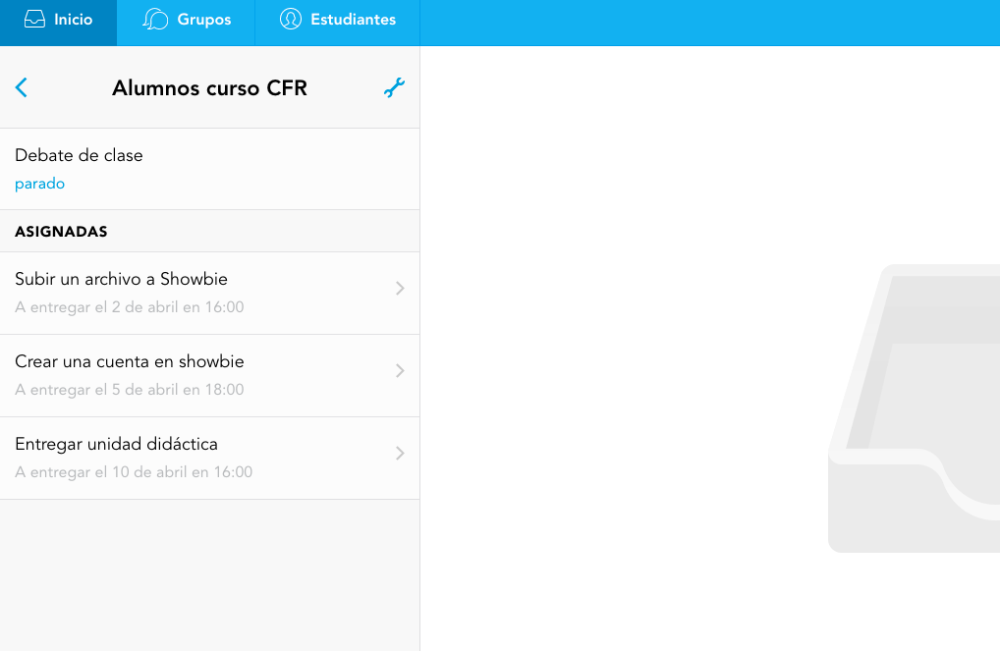 Inicio
Grupos
Estudiantes
Alumnos curso CFR
Debate de clase
parado
ASIGNADAS
Subir un archivo a Showbie
A entregar el 2 de abril en 16:00
Crear una cuenta en showbie
A entregar el 5 de abril en 18:00
Entregar unidad didáctica
A entregar el 10 de abril en 16:00